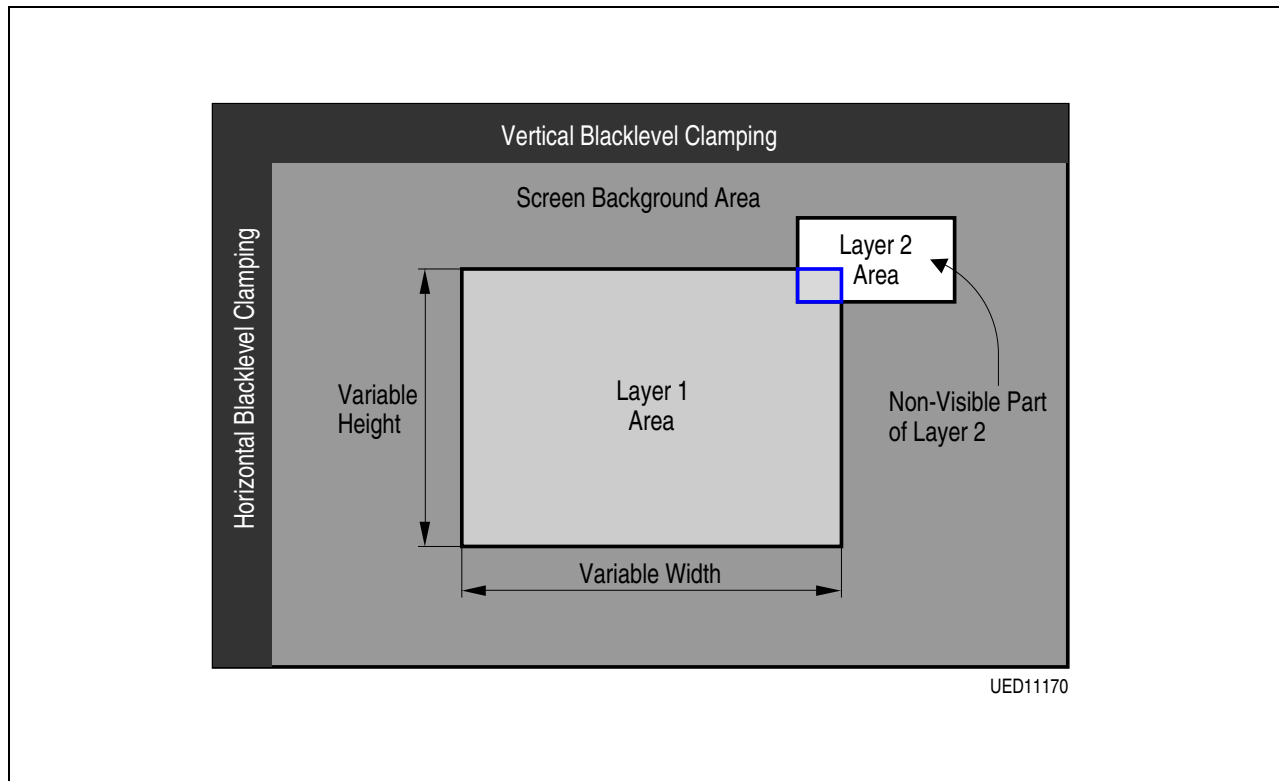 Vertical Blacklevel Clamping
Horizontal Blacklevel Clamping
Screen Background Area
Layer 2
Area
Variable
Height
Layer 1
Area
Non-Visible Part
of Layer 2
Variable Width
UED11170